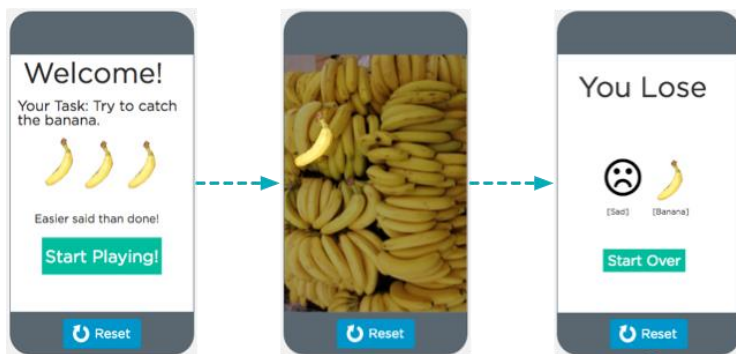 Welcome!
Your Task: Try to catch
the banana.
Easier said than done!
Start Playing!
Reset
Reset
You Lose
[Sad] [Banana]
Start Over
Reset